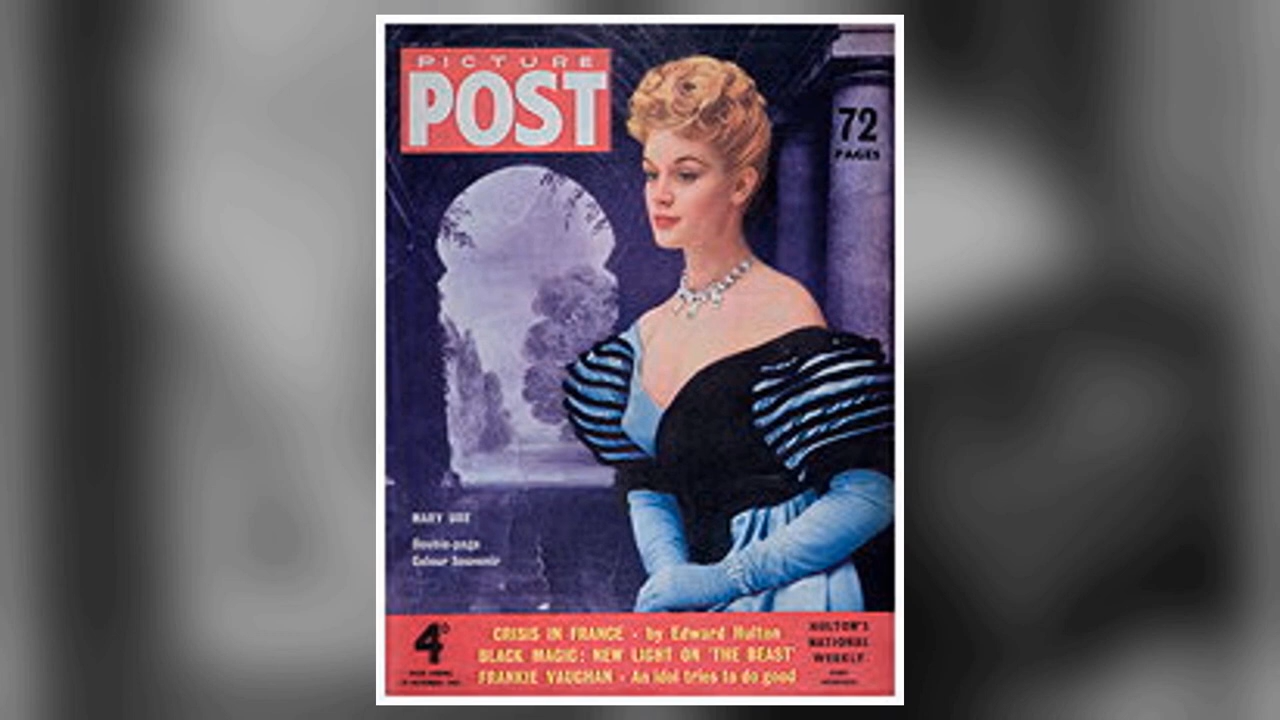 PICTURE
POST
72
PAGES
MARY URE
Double-page
Colour Souvenir
4D
CRISIS IN FRANCE - by Edward Hulton
BLACK MAGIC: NEW LIGHT ON 'THE BEAST'
FRANKIE VAUGHAN - An idol tries to do good
HULTON'S
NATIONAL
WEEKLY